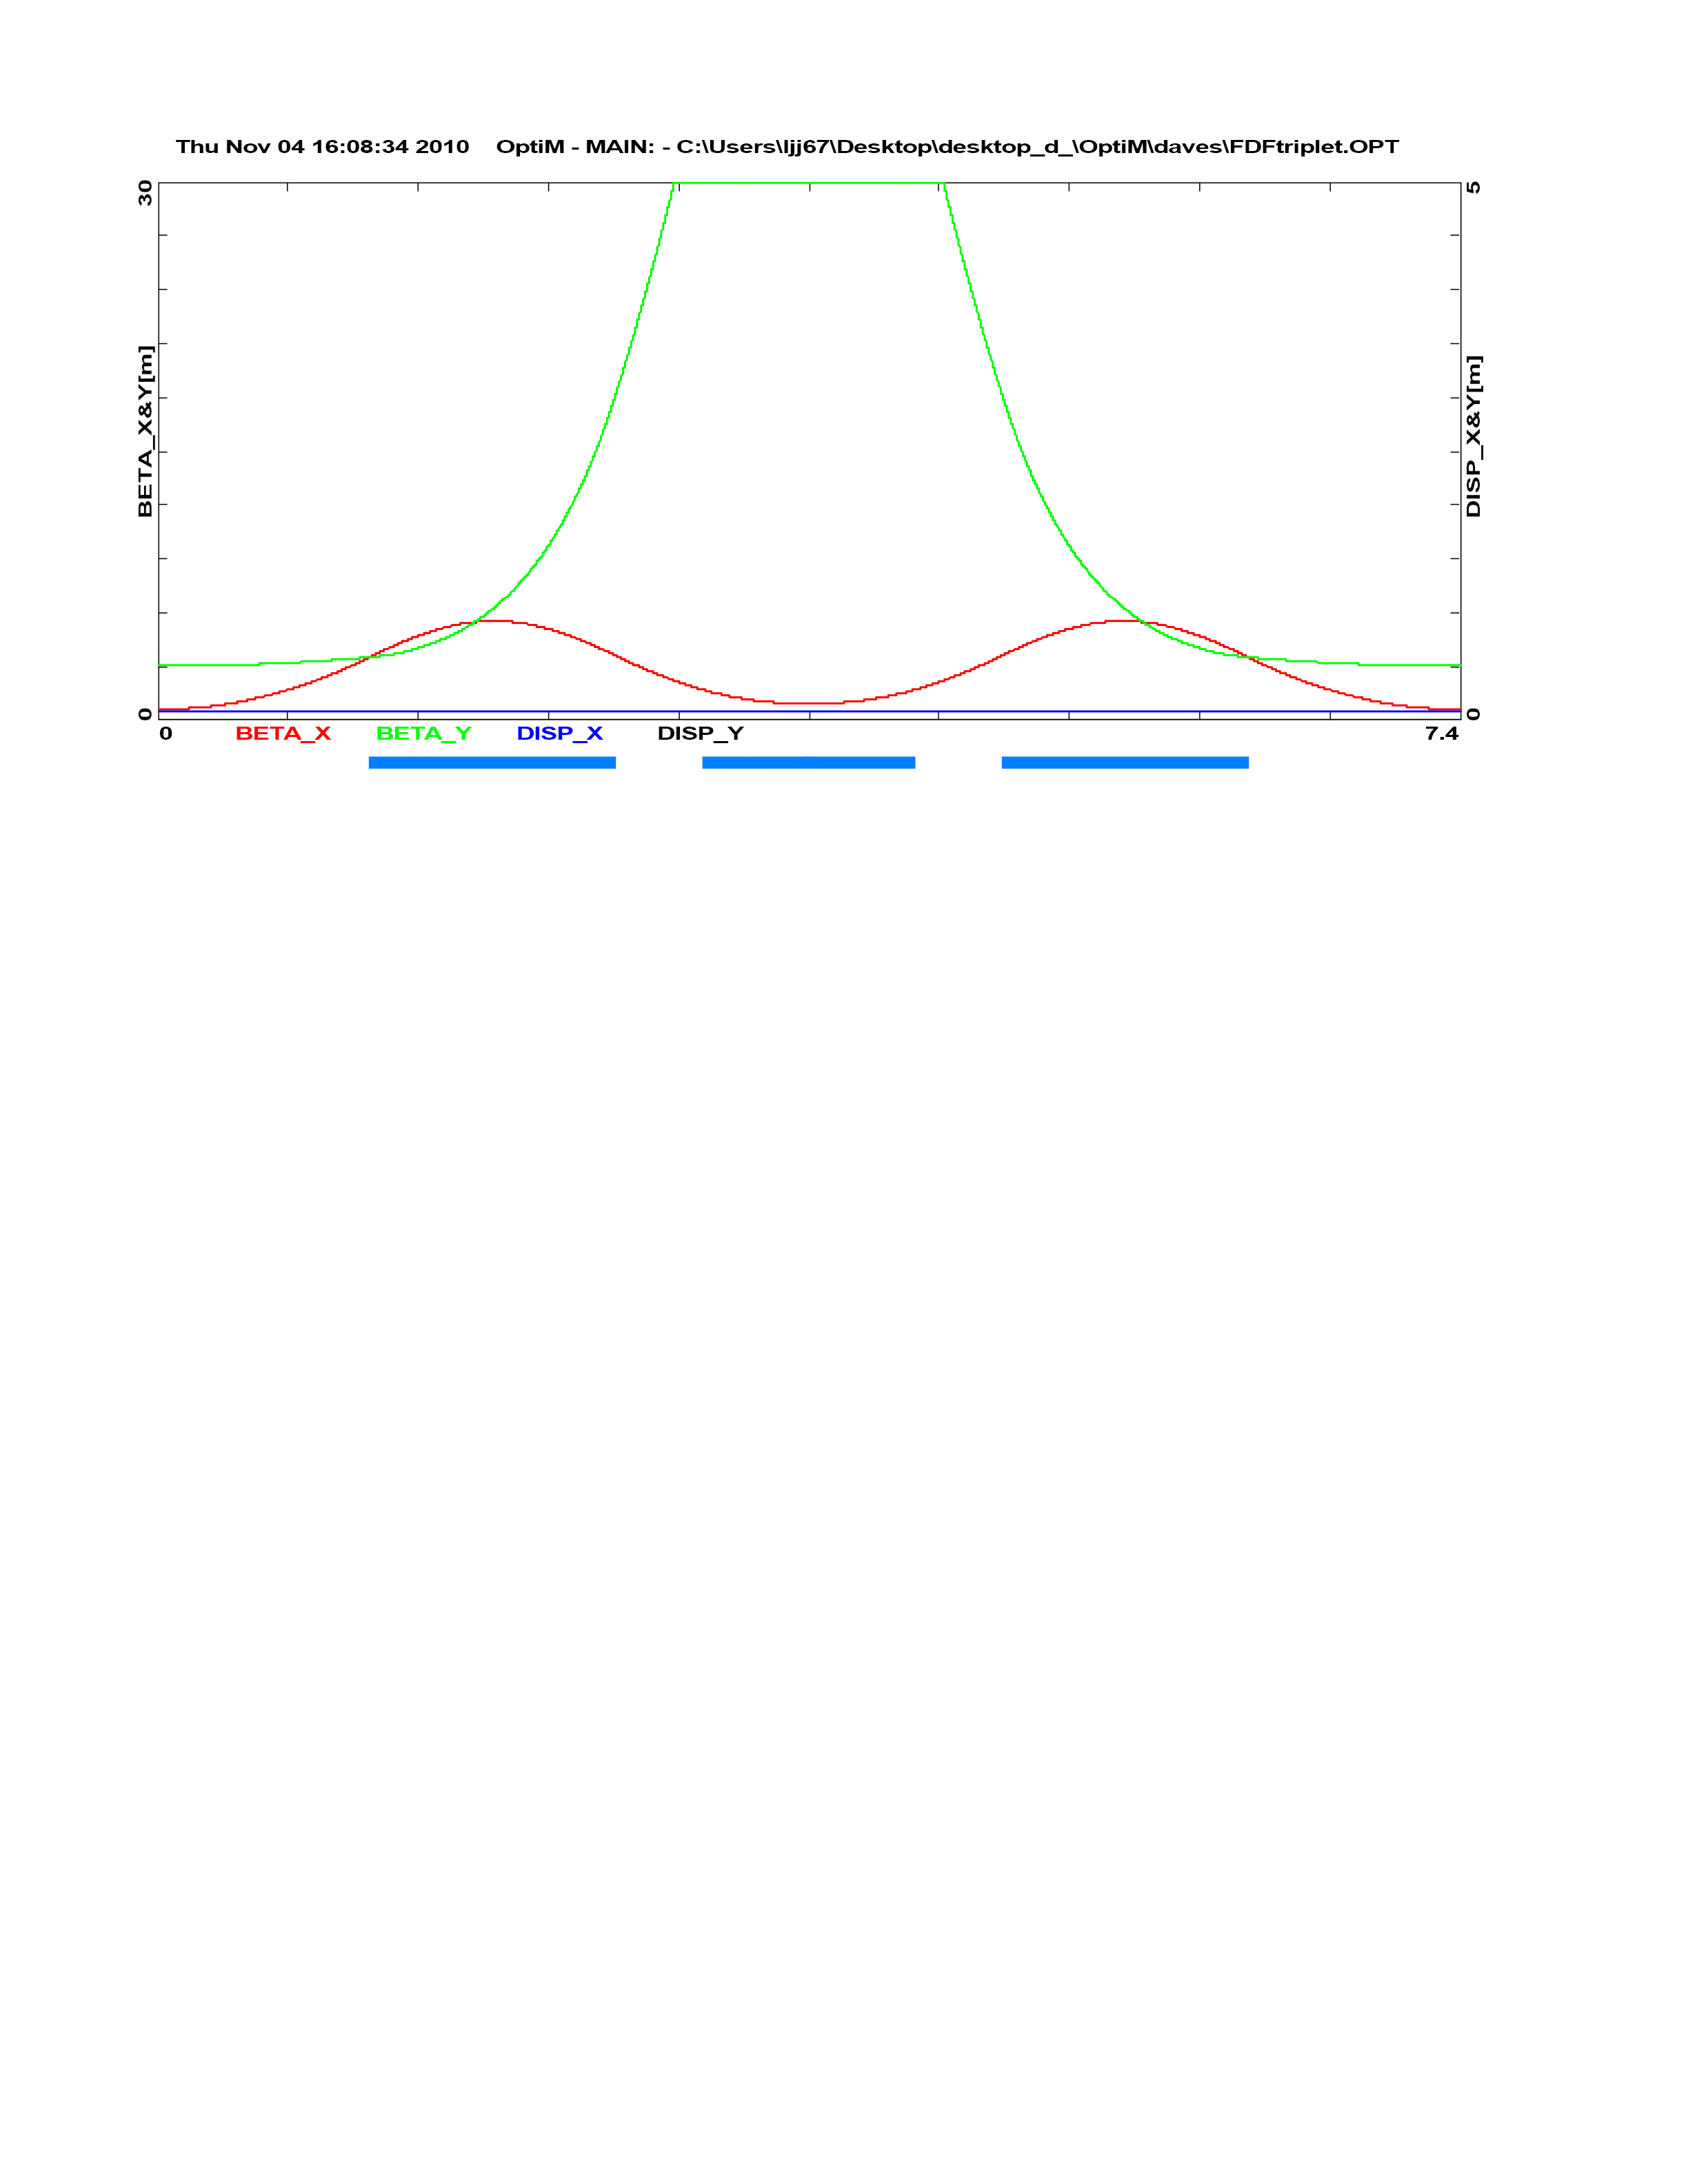 Thu Nov 04 16:08:34 2010 OptiM - MAIN: - C:\Users\ljj67\Desktop\desktop_d_\OptiM\daves\FDFtriplet.OPT
30
BETA_X&Y[m]
0
5
DISP_X&Y[m]
0
0 BETA_X BETA_Y DISP_X DISP_Y 7.4